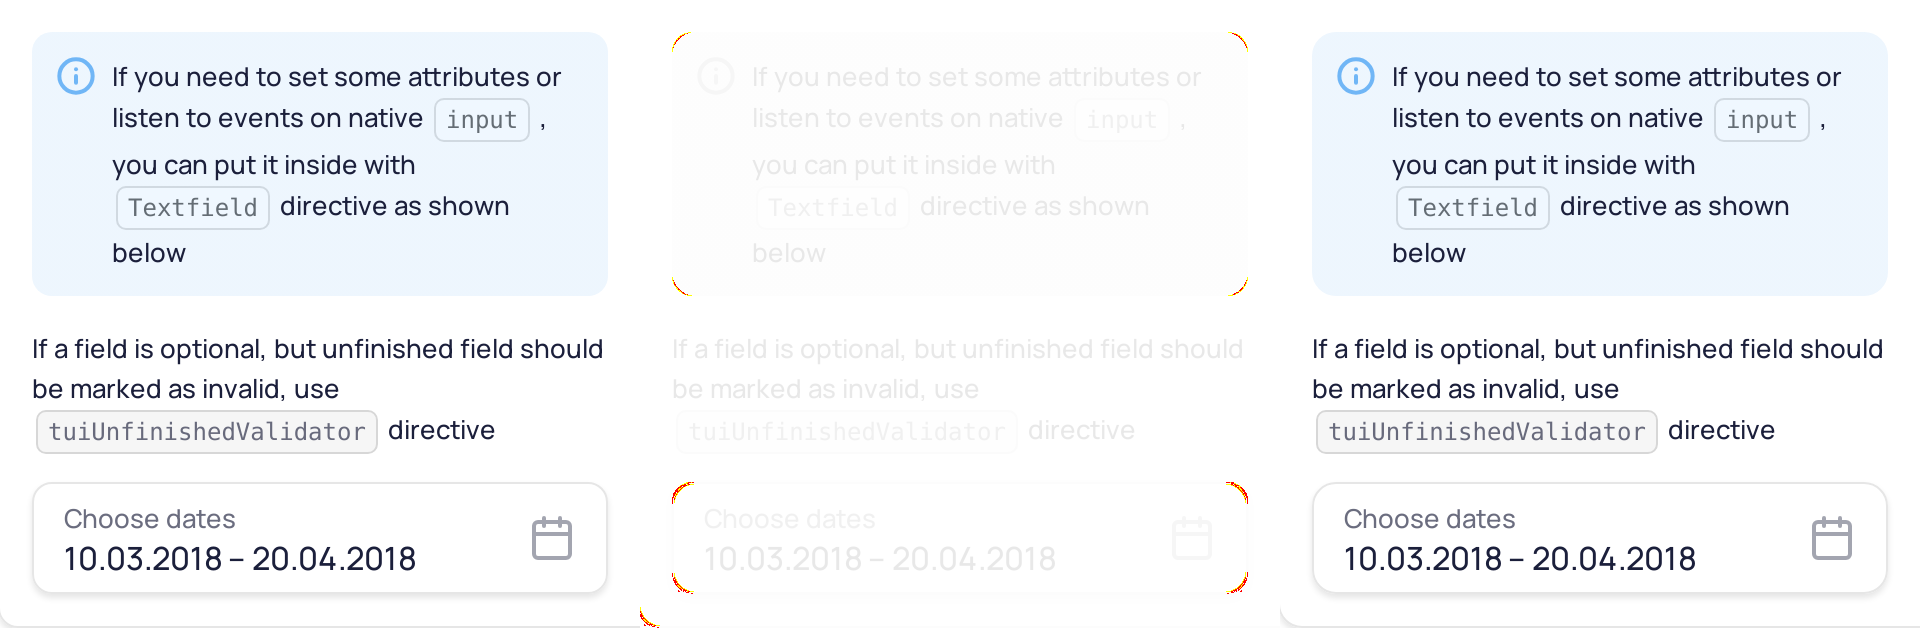 If you need to set some attributes or
listen to events on native input ,
you can put it inside with
Textfield directive as shown
below
If a field is optional, but unfinished field should
be marked as invalid, use
tuiUnfinishedValidator directive
Choose dates
10.03.2018 – 20.04.2018
If you need to set some attributes or
listen to events on native input ,
you can put it inside with
Textfield directive as shown
below
If a field is optional, but unfinished field should
be marked as invalid, use
tuiUnfinishedValidator directive
Choose dates
10.03.2018 – 20.04.2018
If you need to set some attributes or
listen to events on native input ,
you can put it inside with
Textfield directive as shown
below
If a field is optional, but unfinished field should
be marked as invalid, use
tuiUnfinishedValidator directive
Choose dates
10.03.2018 – 20.04.2018